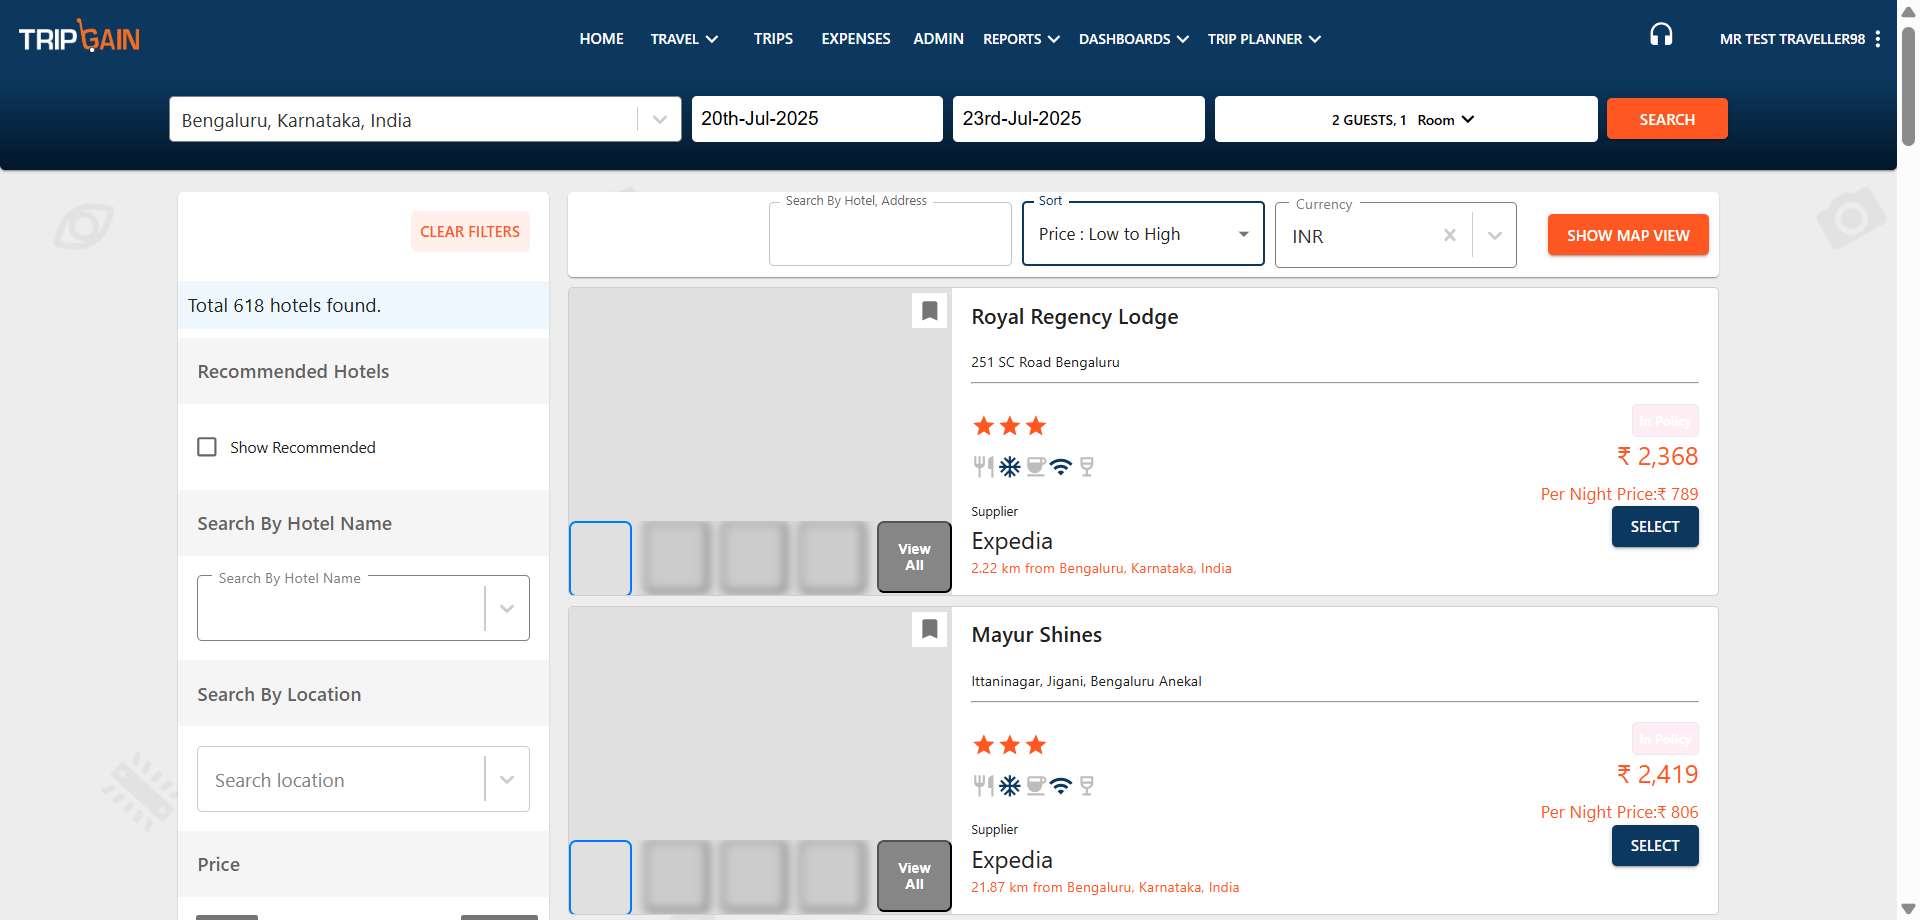 TRIPGAIN
HOME
TRAVEL
TRIPS
EXPENSES
ADMIN
REPORTS
DASHBOARDS
TRIP PLANNER
MR TEST TRAVELLER98
Bengaluru, Karnataka, India
20th-Jul-2025
23rd-Jul-2025
2 GUESTS, 1 Room
SEARCH
CLEAR FILTERS
Total 618 hotels found.
Recommended Hotels
Show Recommended
Search By Hotel Name
Search By Hotel Name
Search By Location
Search location
Price
Search By Hotel, Address
Sort
Price : Low to High
Currency
INR
SHOW MAP VIEW
Royal Regency Lodge
251 SC Road Bengaluru
In Policy
₹ 2,368
Per Night Price:₹ 789
SELECT
Supplier
Expedia
2.22 km from Bengaluru, Karnataka, India
View
All
Mayur Shines
Ittaninagar, Jigani, Bengaluru Anekal
In Policy
₹ 2,419
Per Night Price:₹ 806
SELECT
Supplier
Expedia
21.87 km from Bengaluru, Karnataka, India
View
All